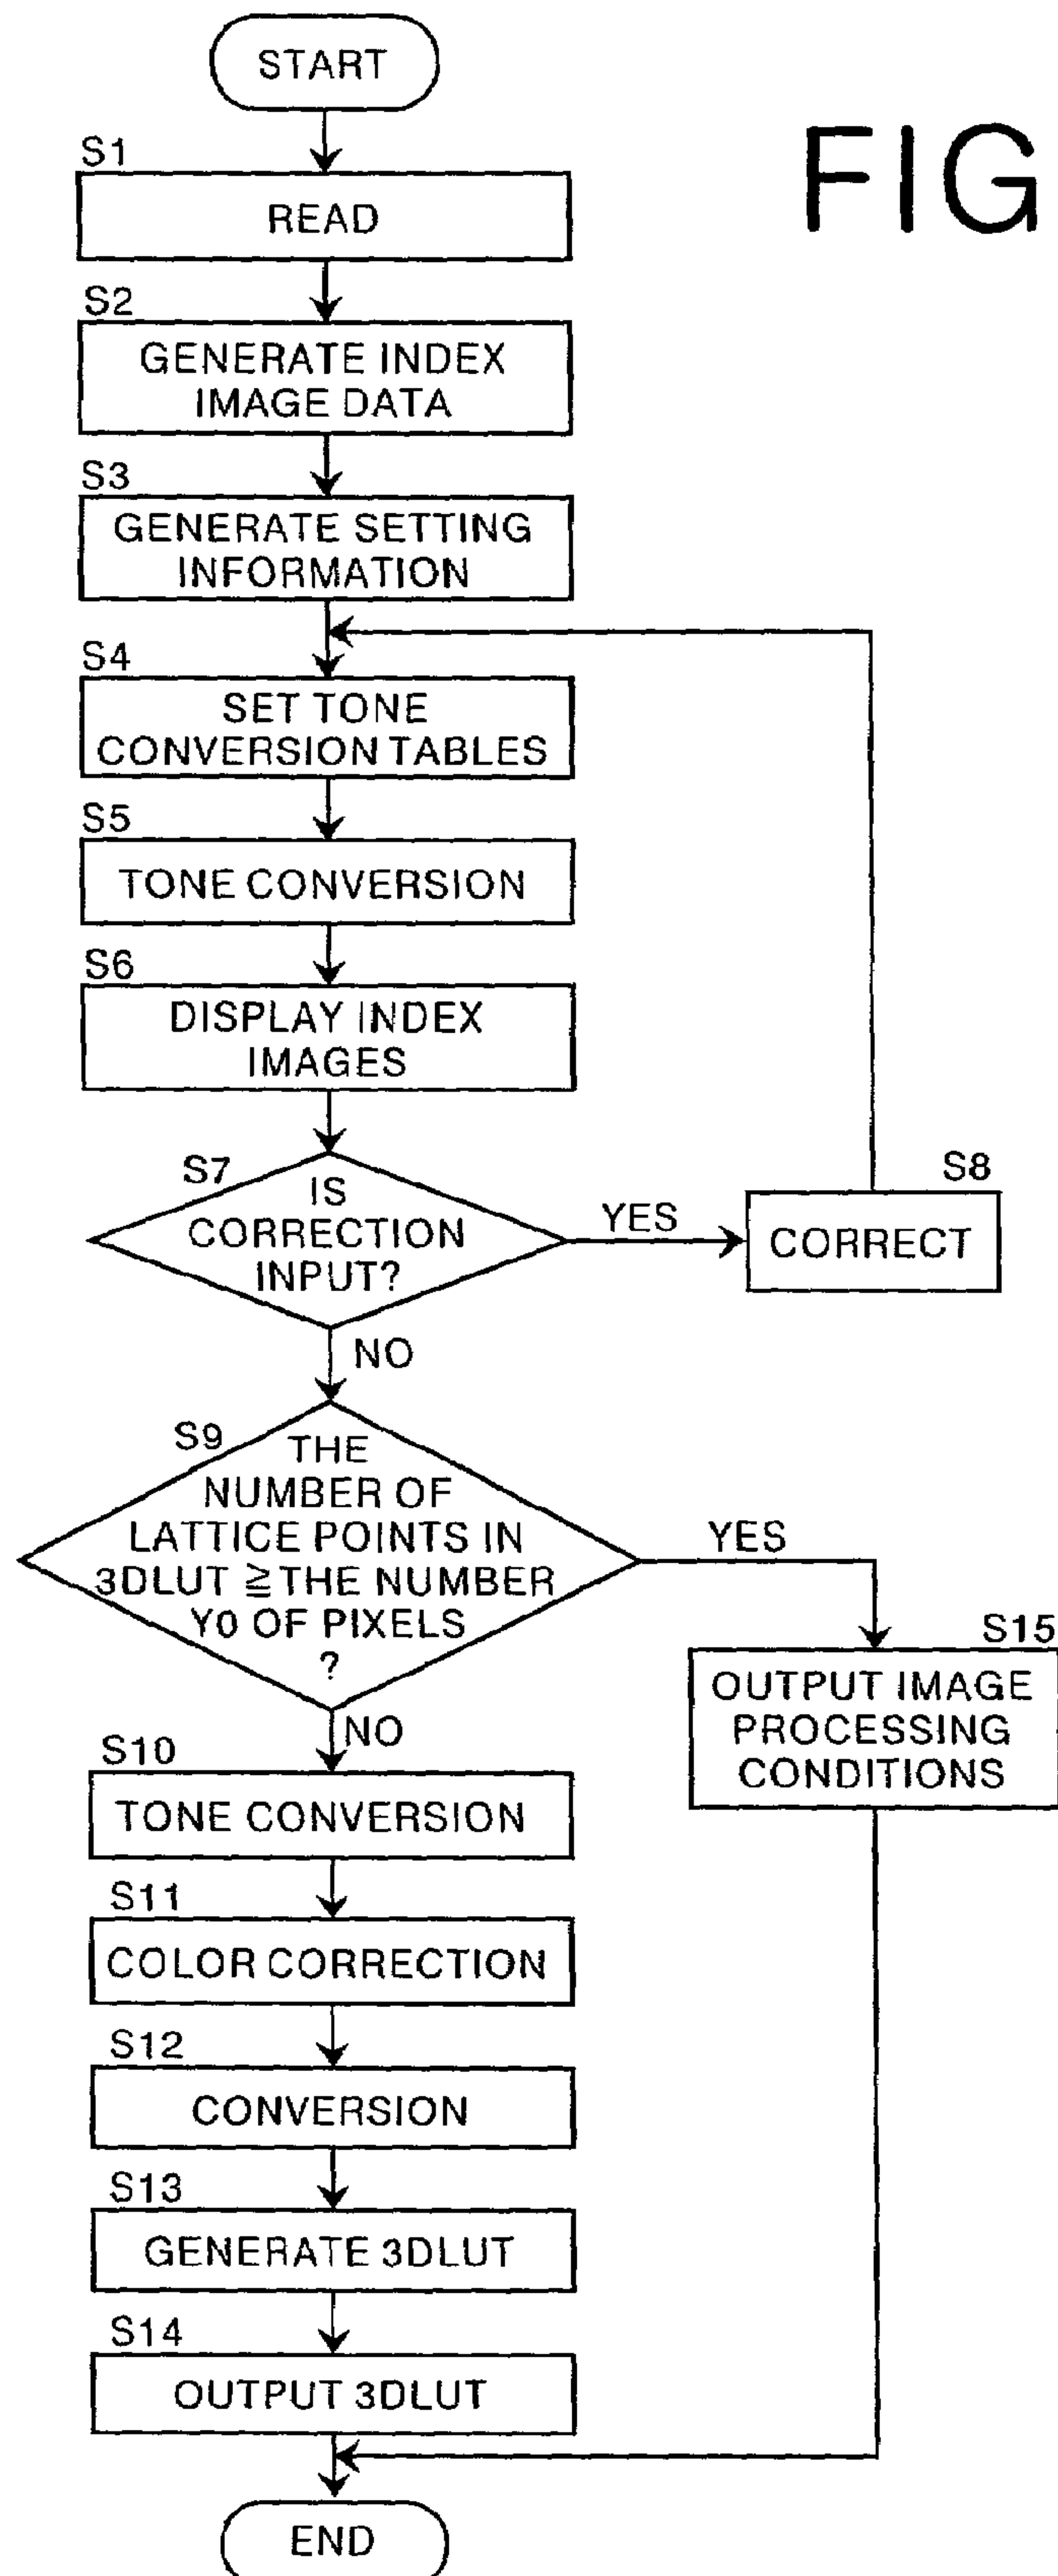 START
FIG
S1
READ
S2
GENERATE INDEX
IMAGE DATA
S3
GENERATE SETTING
INFORMATION
S4
SET TONE
CONVERSION TABLES
S5
TONE CONVERSION
S6
DISPLAY INDEX
IMAGES
S7
IS
CORRECTION
INPUT?
YES
S8
CORRECT
NO
S9
THE
NUMBER OF
LATTICE POINTS IN
3DLUT ≧ THE NUMBER
Y0 OF PIXELS
?
YES
S15
OUTPUT IMAGE
PROCESSING
CONDITIONS
NO
S10
TONE CONVERSION
S11
COLOR CORRECTION
S12
CONVERSION
S13
GENERATE 3DLUT
S14
OUTPUT 3DLUT
END